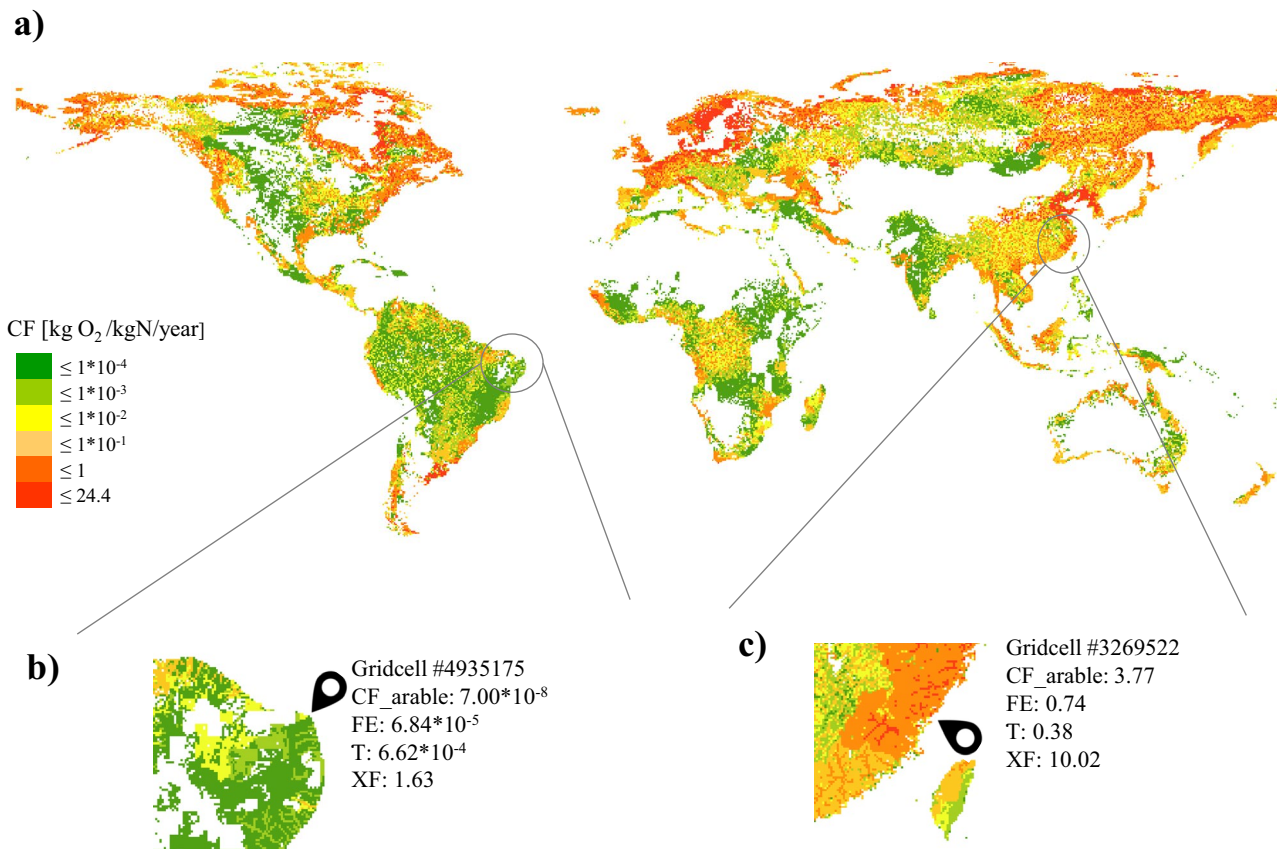 a)
CF [kg O₂ /kgN/year]
≤ 1*10⁻⁴
≤ 1*10⁻³
≤ 1*10⁻²
≤ 1*10⁻¹
≤ 1
≤ 24.4
b)
Gridcell #4935175
CF_arable: 7.00*10⁻⁸
FE: 6.84*10⁻⁵
T: 6.62*10⁻⁴
XF: 1.63
c)
Gridcell #3269522
CF_arable: 3.77
FE: 0.74
T: 0.38
XF: 10.02